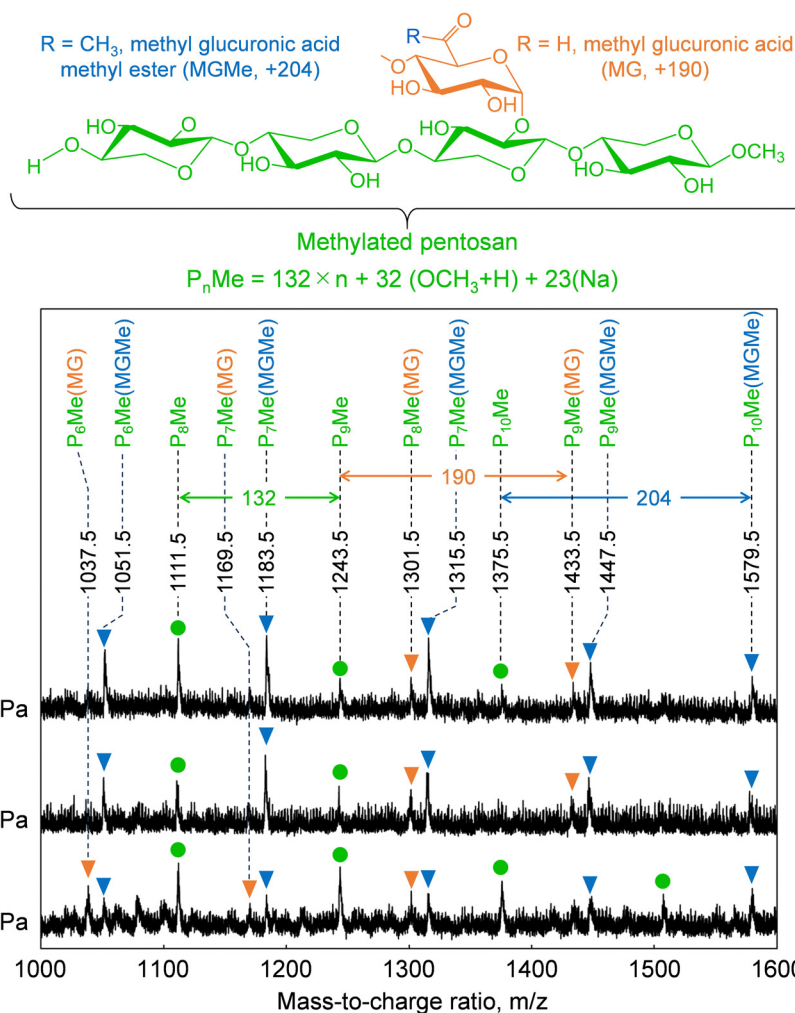 R = CH₃, methyl glucuronic acid
methyl ester (MGMe, +204)
R = H, methyl glucuronic acid
(MG, +190)
R
O
O
O
HO
HO
OH
HO
O
O
H
O
O
O
O
HO
OH
O
HO
O
O
O
O
HO
OH
OCH₃
Methylated pentosan
PₙMe = 132 × n + 32 (OCH₃+H) + 23(Na)
P₆Me(MG)
P₆Me(MGMe)
P₈Me
P₇Me(MG)
P₇Me(MGMe)
P₉Me
P₈Me(MG)
P₇Me(MGMe)
P₁₀Me
P₉Me(MG)
P₉Me(MGMe)
P₁₀Me(MGMe)
190
132
204
1037.5
1051.5
1111.5
1169.5
1183.5
1243.5
1301.5
1315.5
1375.5
1433.5
1447.5
1579.5
Pa
Pa
Pa
1000 1100 1200 1300 1400 1500
Mass-to-charge ratio, m/z